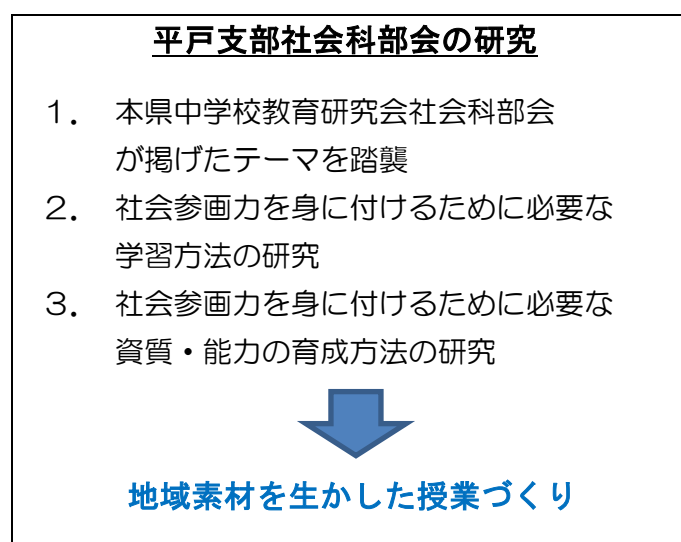 平戸支部社会科部会の研究
１． 本県中学校教育研究会社会科部会
が掲げたテーマを踏襲
２． 社会参画力を身に付けるために必要な
学習方法の研究
３． 社会参画力を身に付けるために必要な
資質・能力の育成方法の研究
地域素材を生かした授業づくり